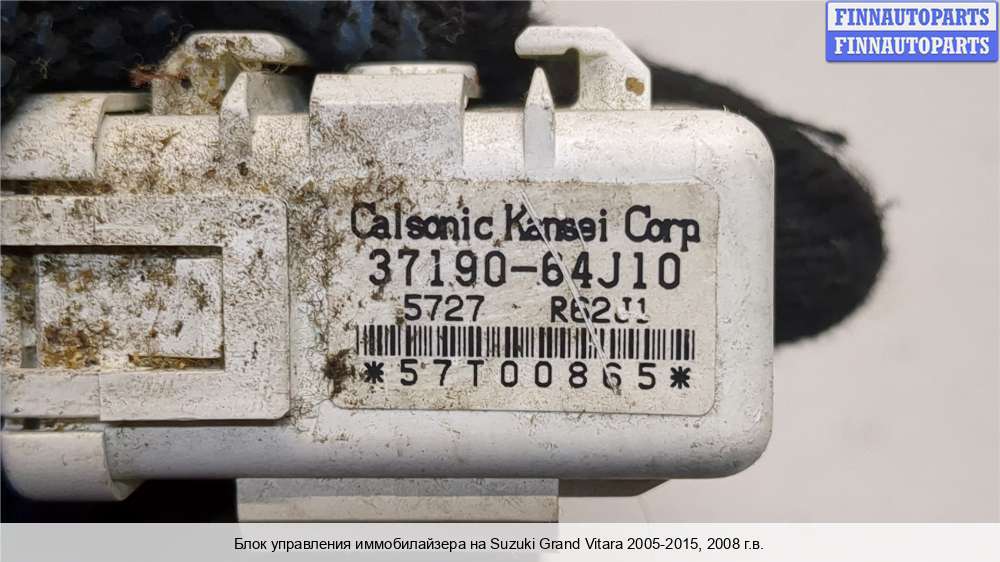 FINNAUTOPARTS
FINNAUTOPARTS
Calsonic Kansei Corp
37190-64J10
5727 R62J1
*57T00865*
Блок управления иммобилайзера на Suzuki Grand Vitara 2005-2015, 2008 г.в.